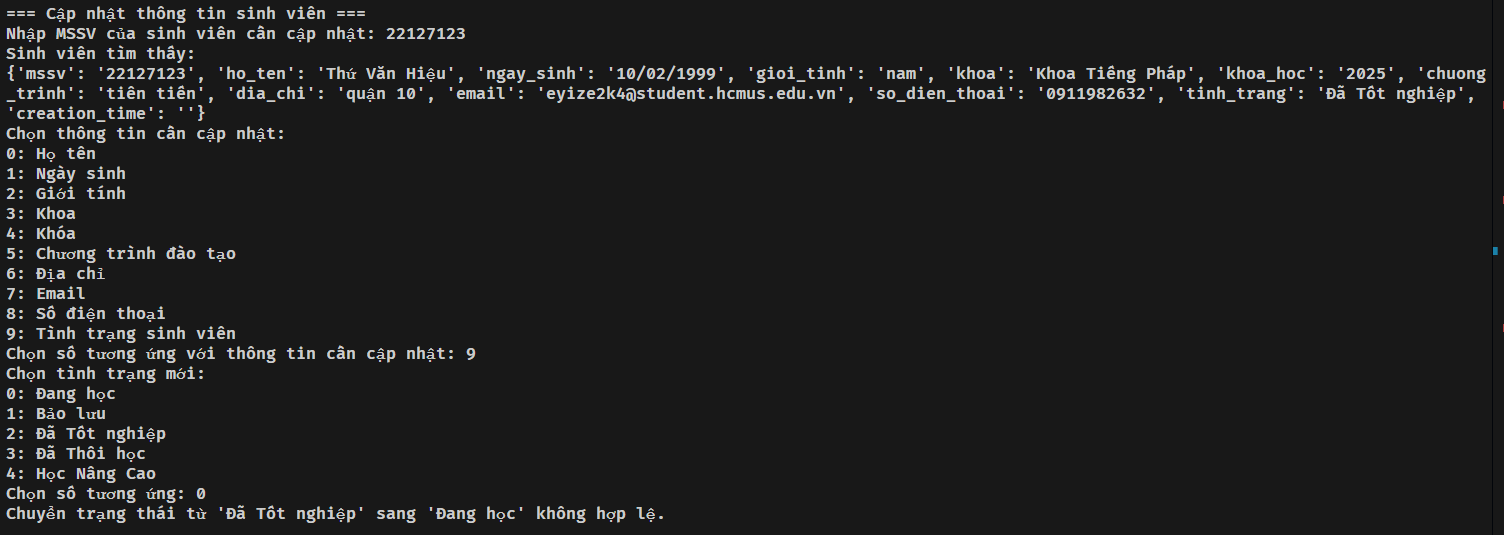 === Cập nhật thông tin sinh viên ===
Nhập MSSV của sinh viên cần cập nhật: 22127123
Sinh viên tìm thấy:
{'mssv': '22127123', 'ho_ten': 'Thứ Văn Hiệu', 'ngay_sinh': '10/02/1999', 'gioi_tinh': 'nam', 'khoa': 'Khoa Tiếng Pháp', 'khoa_hoc': '2025', 'chuong
_trinh': 'tiên tiến', 'dia_chi': 'quận 10', 'email': 'eyize2k4@student.hcmus.edu.vn', 'so_dien_thoai': '0911982632', 'tinh_trang': 'Đã Tốt nghiệp',
'creation_time': ''}
Chọn thông tin cần cập nhật:
0: Họ tên
1: Ngày sinh
2: Giới tính
3: Khoa
4: Khóa
5: Chương trình đào tạo
6: Địa chỉ
7: Email
8: Số điện thoại
9: Tình trạng sinh viên
Chọn số tương ứng với thông tin cần cập nhật: 9
Chọn tình trạng mới:
0: Đang học
1: Bảo lưu
2: Đã Tốt nghiệp
3: Đã Thôi học
4: Học Nâng Cao
Chọn số tương ứng: 0
Chuyển trạng thái từ 'Đã Tốt nghiệp' sang 'Đang học' không hợp lệ.